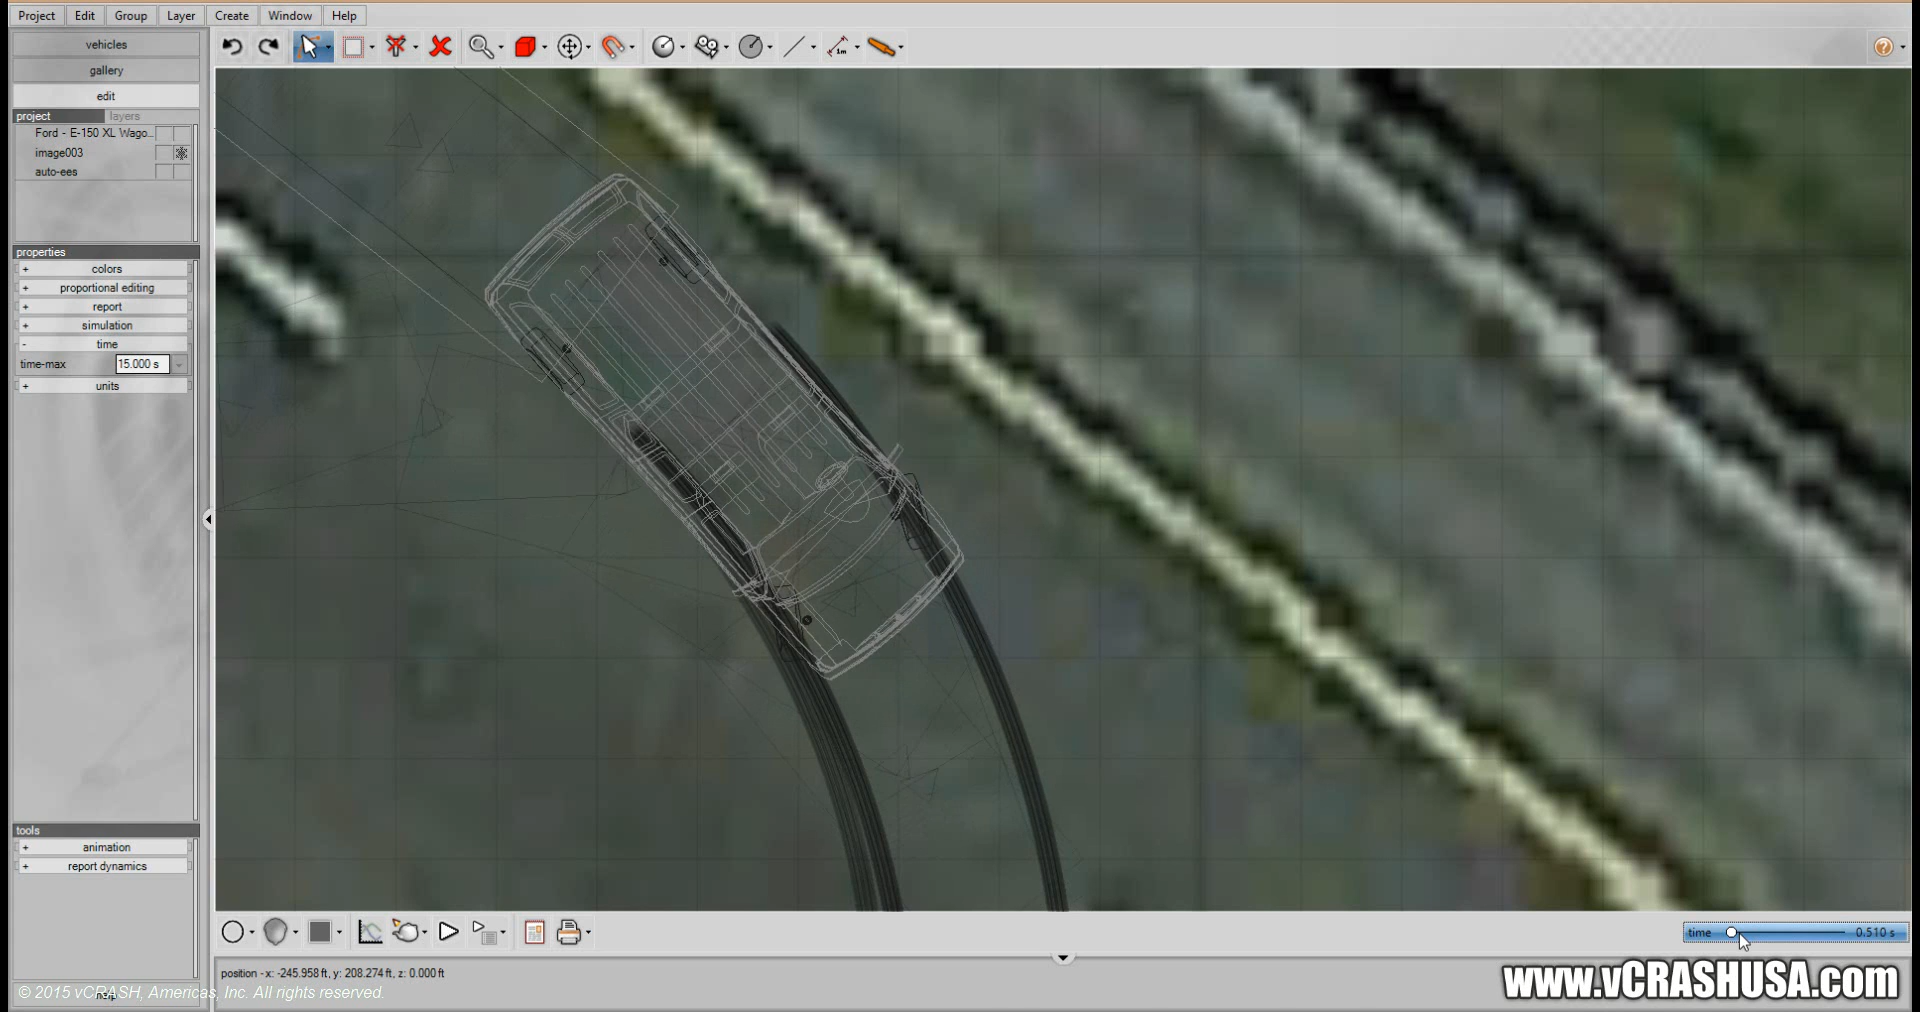 Project Edit Group Layer Create Window Help
vehicles
gallery
edit
project layers
Ford - E-150 XL Wago...
image003
auto-ees
properties
+ colors
+ proportional editing
+ report
+ simulation
- time
time-max 15.000 s
+ units
tools
+ animation
+ report dynamics
1m
?
time 0.510 s
position - x: -245.958 ft, y: 208.274 ft, z: 0.000 ft
help
© 2015 vCRASH, Americas, Inc. All rights reserved.
www.vCRASHUSA.com